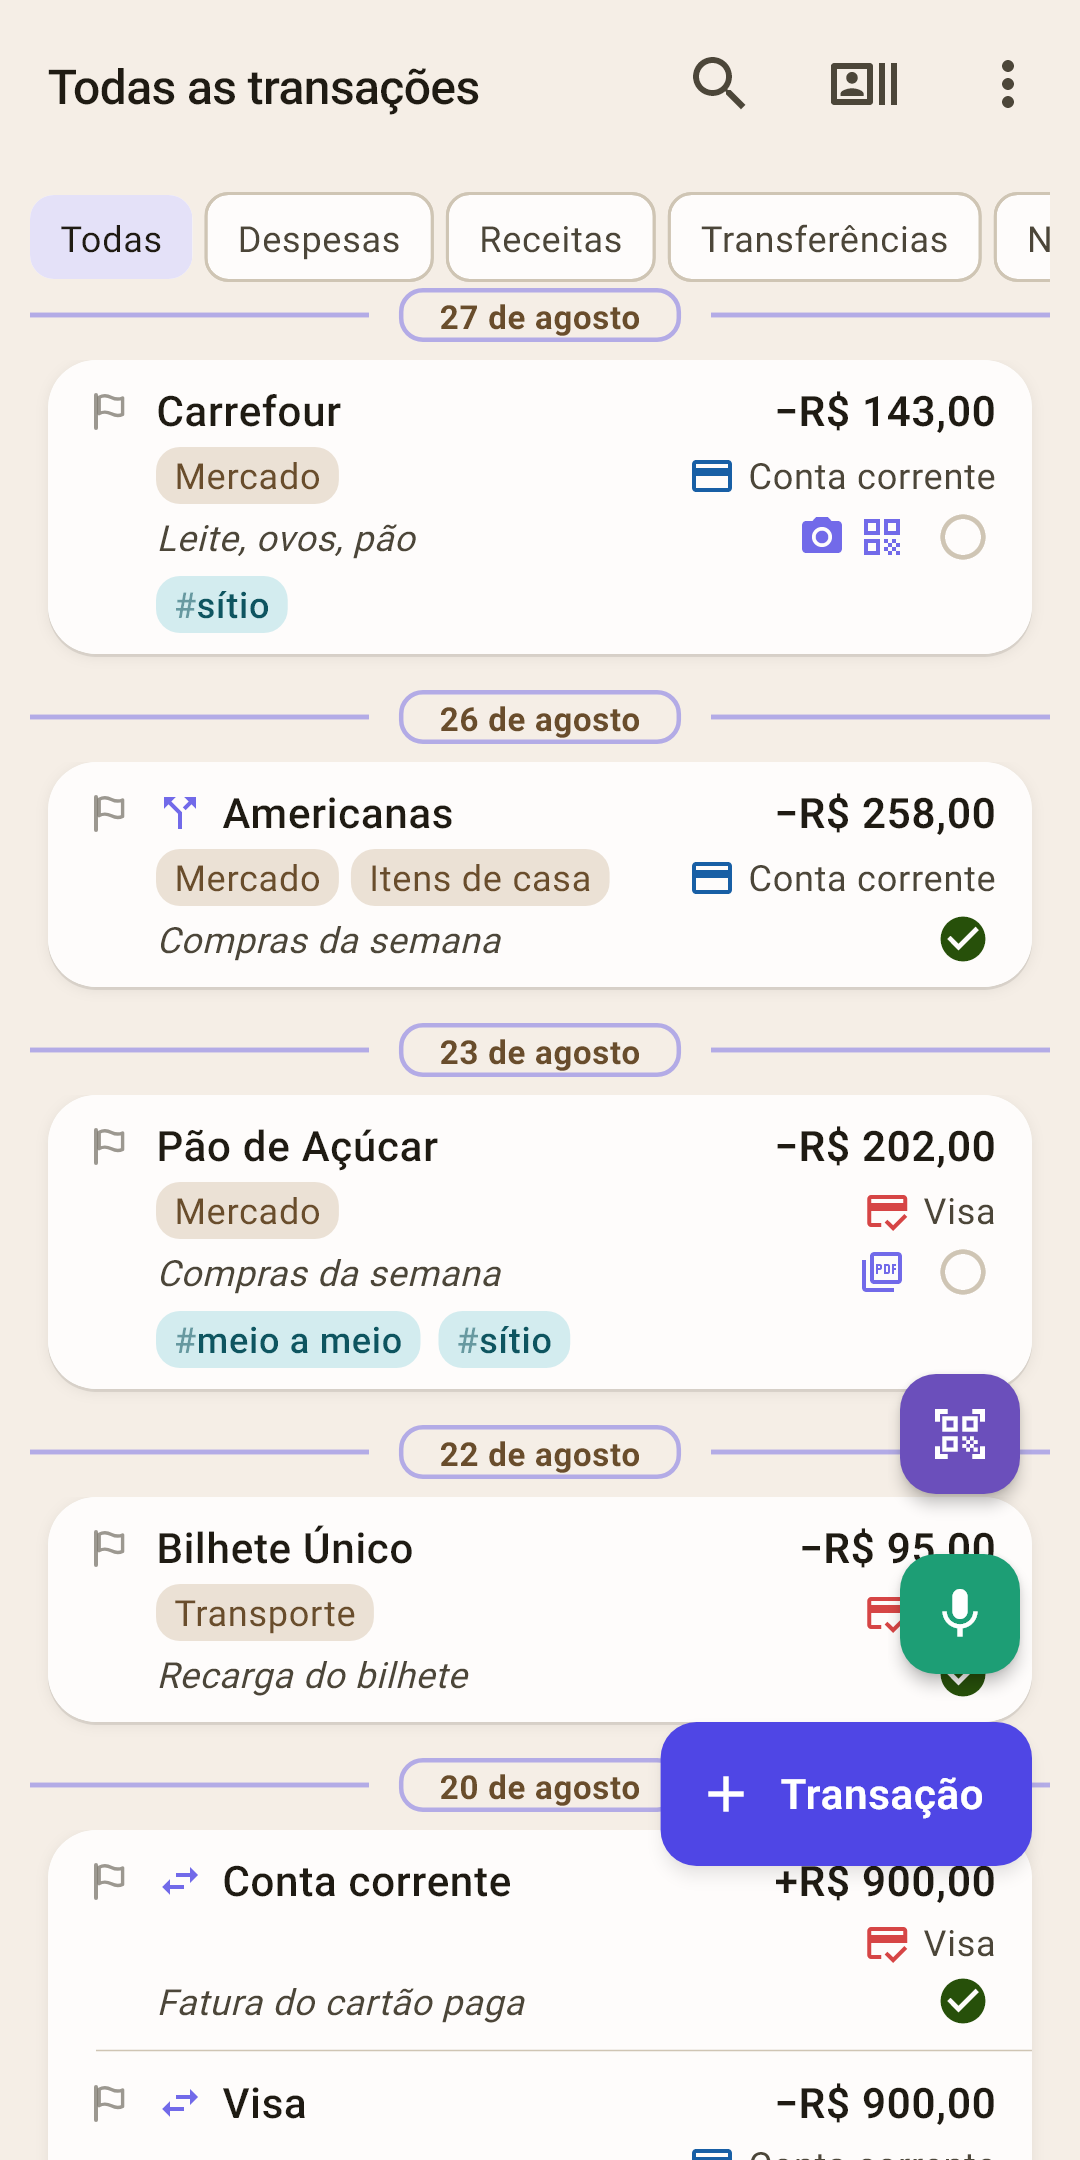 Todas as transações
Todas Despesas Receitas Transferências N
27 de agosto
Carrefour −R$ 143,00
Mercado Conta corrente
Leite, ovos, pão
#sítio
26 de agosto
Americanas −R$ 258,00
Mercado Itens de casa Conta corrente
Compras da semana
23 de agosto
Pão de Açúcar −R$ 202,00
Mercado Visa
Compras da semana PDF
#meio a meio #sítio
22 de agosto
Bilhete Único −R$ 95,00
Transporte
Recarga do bilhete
20 de agosto
+ Transação
Conta corrente +R$ 900,00
Visa
Fatura do cartão paga
Visa −R$ 900,00
Conta corrente